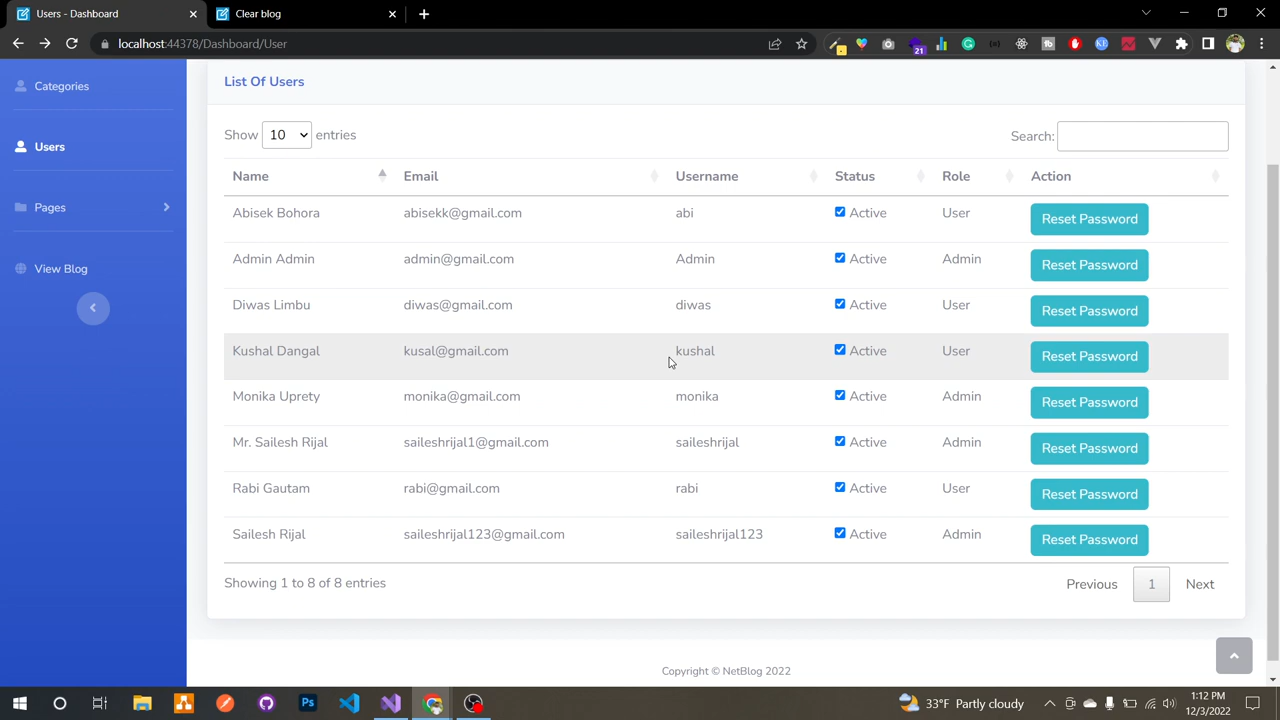 Users - Dashboard
Clear blog
localhost:44378/Dashboard/User
21
Categories
Users
Pages
View Blog
List Of Users
Show 10 entries
Search:
Name Email Username Status Role Action
Abisek Bohora abisekk@gmail.com abi Active User Reset Password
Admin Admin admin@gmail.com Admin Active Admin Reset Password
Diwas Limbu diwas@gmail.com diwas Active User Reset Password
Kushal Dangal kusal@gmail.com kushal Active User Reset Password
Monika Uprety monika@gmail.com monika Active Admin Reset Password
Mr. Sailesh Rijal saileshrijal1@gmail.com saileshrijal Active Admin Reset Password
Rabi Gautam rabi@gmail.com rabi Active User Reset Password
Sailesh Rijal saileshrijal123@gmail.com saileshrijal123 Active Admin Reset Password
Showing 1 to 8 of 8 entries
Previous 1 Next
Copyright © NetBlog 2022
Ps
33°F Partly cloudy
1:12 PM
12/3/2022